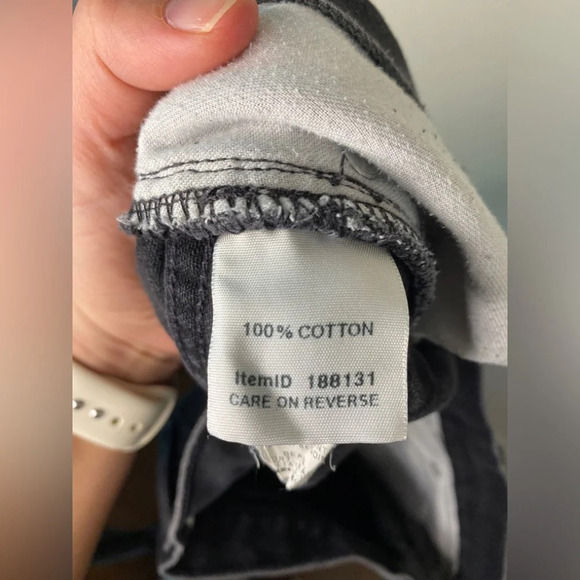 100% COTTON
ItemID 188131
CARE ON REVERSE